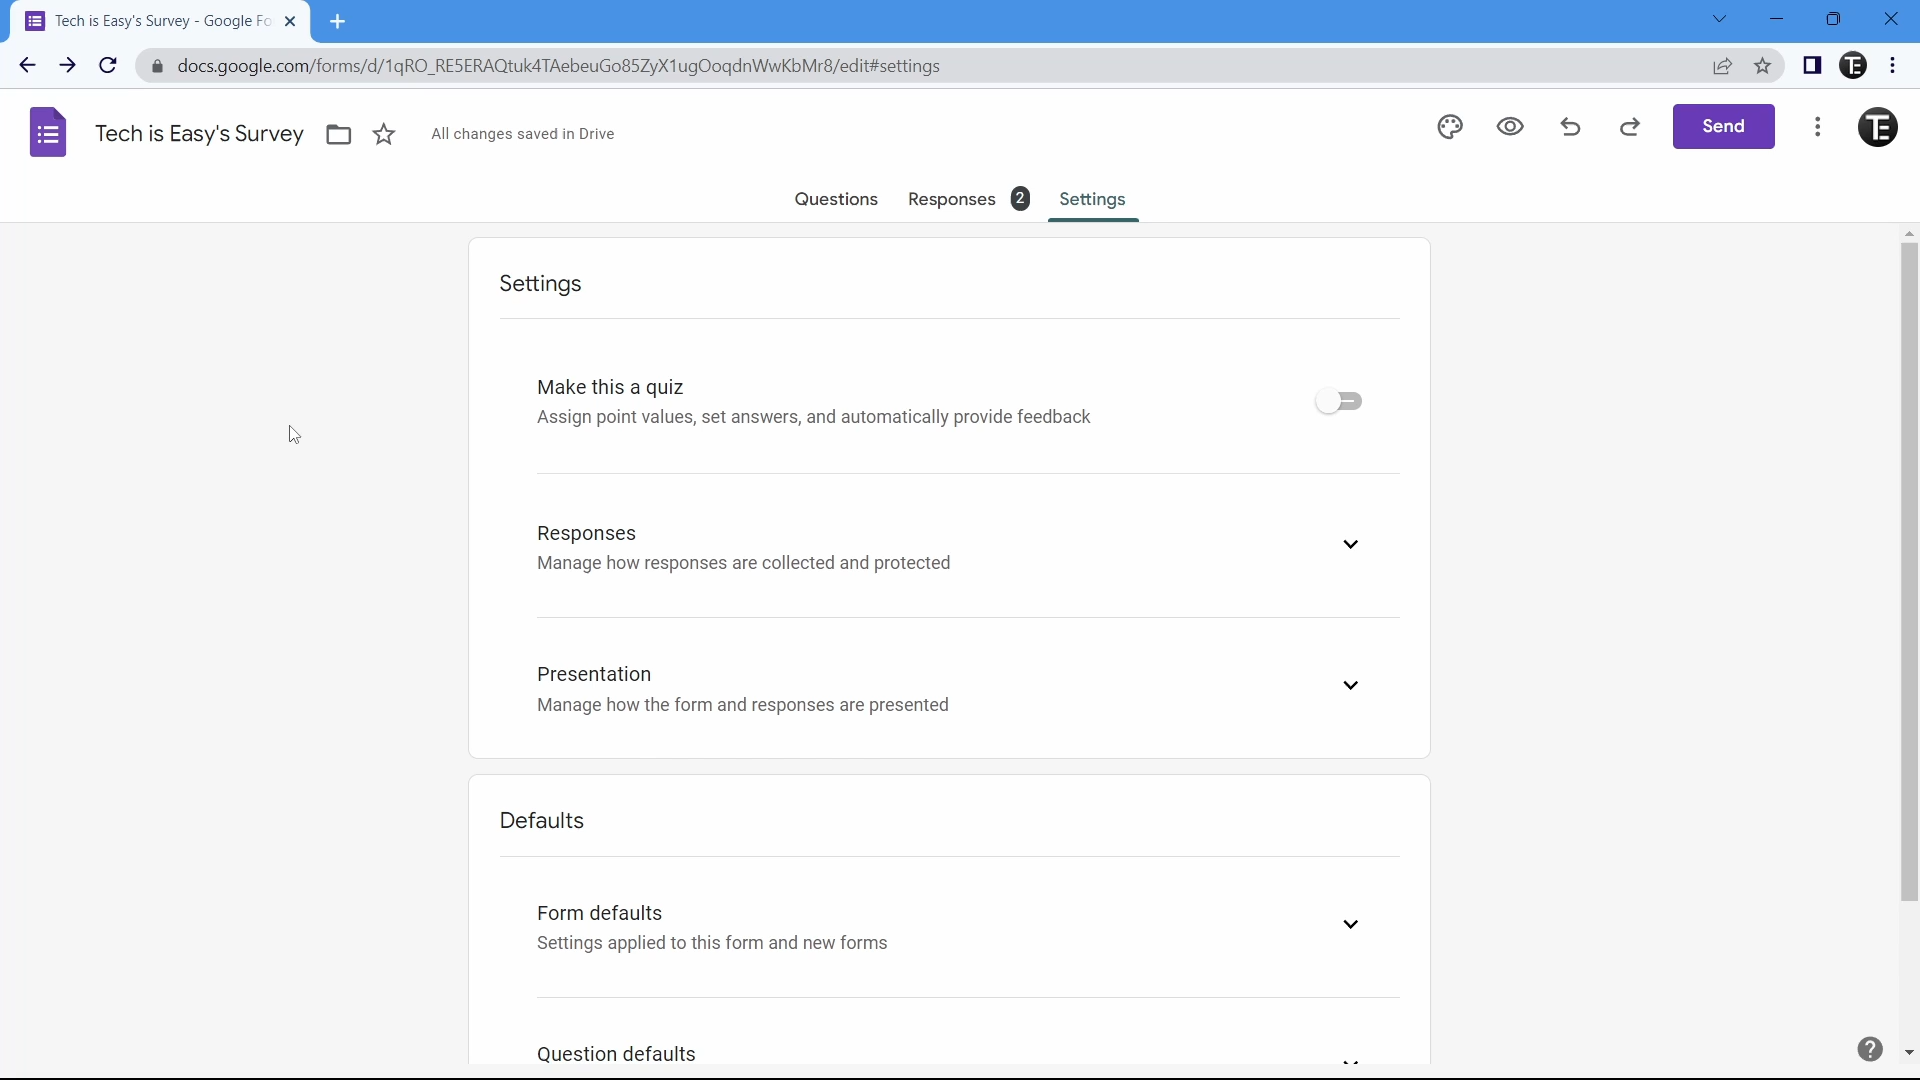 Tech is Easy's Survey - Google Fo
docs.google.com/forms/d/1qRO_RE5ERAQtuk4TAebeuGo85ZyX1ugOoqdnWwKbMr8/edit#settings
TE
Tech is Easy's Survey
All changes saved in Drive
Send
TE
Questions
Responses 2
Settings
Settings
Make this a quiz
Assign point values, set answers, and automatically provide feedback
Responses
Manage how responses are collected and protected
Presentation
Manage how the form and responses are presented
Defaults
Form defaults
Settings applied to this form and new forms
Question defaults